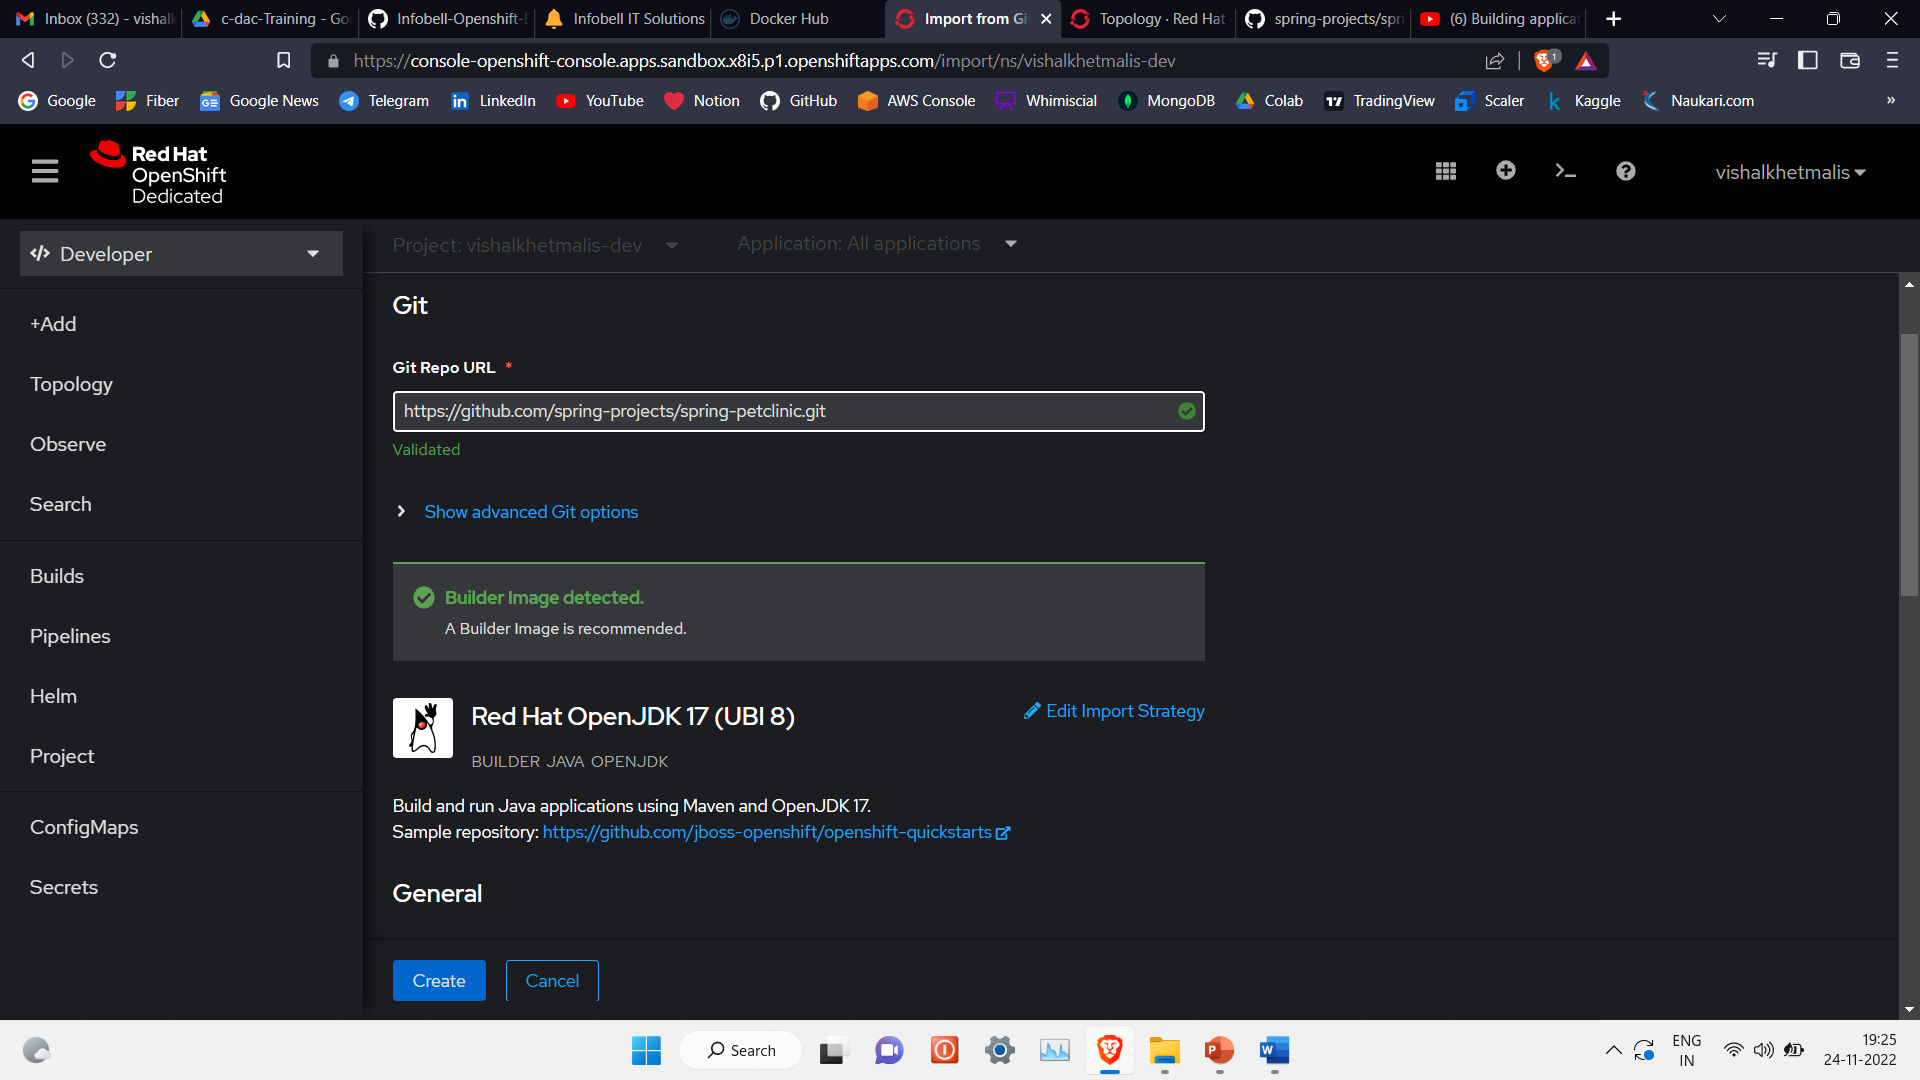 Inbox (332) - vishalk
c-dac-Training - Goo
Infobell-Openshift-D
Infobell IT Solutions
Docker Hub
Import from Gi
Topology · Red Hat
spring-projects/spri
(6) Building applicat
https://console-openshift-console.apps.sandbox.x8i5.p1.openshiftapps.com/import/ns/vishalkhetmalis-dev
1
Google
Fiber
Google News
Telegram
LinkedIn
YouTube
Notion
GitHub
AWS Console
Whimiscial
MongoDB
Colab
TradingView
Scaler
Kaggle
Naukari.com
»
Red Hat
OpenShift
Dedicated
vishalkhetmalis
Developer
Project: vishalkhetmalis-dev
Application: All applications
+Add
Topology
Observe
Search
Builds
Pipelines
Helm
Project
ConfigMaps
Secrets
Git
Git Repo URL *
https://github.com/spring-projects/spring-petclinic.git
Validated
Show advanced Git options
Builder Image detected.
A Builder Image is recommended.
Red Hat OpenJDK 17 (UBI 8)
Edit Import Strategy
BUILDER JAVA OPENJDK
Build and run Java applications using Maven and OpenJDK 17.
Sample repository: https://github.com/jboss-openshift/openshift-quickstarts
General
Create
Cancel
Search
ENG
IN
19:25
24-11-2022